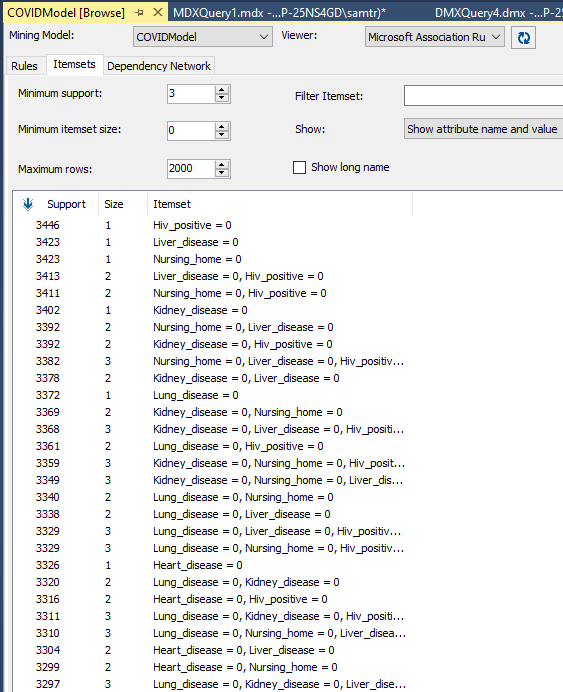 COVIDModel [Browse] MDXQuery1.mdx -...P-25NS4GD\samtr)* DMXQuery4.dmx -...P-25
Mining Model: COVIDModel Viewer: Microsoft Association Ru
Rules Itemsets Dependency Network
Minimum support: 3 Filter Itemset:
Minimum itemset size: 0 Show: Show attribute name and value
Maximum rows: 2000 Show long name
Support Size Itemset
3446 1 Hiv_positive = 0
3423 1 Liver_disease = 0
3423 1 Nursing_home = 0
3413 2 Liver_disease = 0, Hiv_positive = 0
3411 2 Nursing_home = 0, Hiv_positive = 0
3402 1 Kidney_disease = 0
3392 2 Nursing_home = 0, Liver_disease = 0
3392 2 Kidney_disease = 0, Hiv_positive = 0
3382 3 Nursing_home = 0, Liver_disease = 0, Hiv_positiv...
3378 2 Kidney_disease = 0, Liver_disease = 0
3372 1 Lung_disease = 0
3369 2 Kidney_disease = 0, Nursing_home = 0
3368 3 Kidney_disease = 0, Liver_disease = 0, Hiv_positi...
3361 2 Lung_disease = 0, Hiv_positive = 0
3359 3 Kidney_disease = 0, Nursing_home = 0, Hiv_posit...
3349 3 Kidney_disease = 0, Nursing_home = 0, Liver_dis...
3340 2 Lung_disease = 0, Nursing_home = 0
3338 2 Lung_disease = 0, Liver_disease = 0
3329 3 Lung_disease = 0, Liver_disease = 0, Hiv_positiv...
3329 3 Lung_disease = 0, Nursing_home = 0, Hiv_positiv...
3326 1 Heart_disease = 0
3320 2 Lung_disease = 0, Kidney_disease = 0
3316 2 Heart_disease = 0, Hiv_positive = 0
3311 3 Lung_disease = 0, Kidney_disease = 0, Hiv_positi...
3310 3 Lung_disease = 0, Nursing_home = 0, Liver_disea...
3304 2 Heart_disease = 0, Liver_disease = 0
3299 2 Heart_disease = 0, Nursing_home = 0
3297 3 Lung_disease = 0, Kidney_disease = 0, Liver_dise...